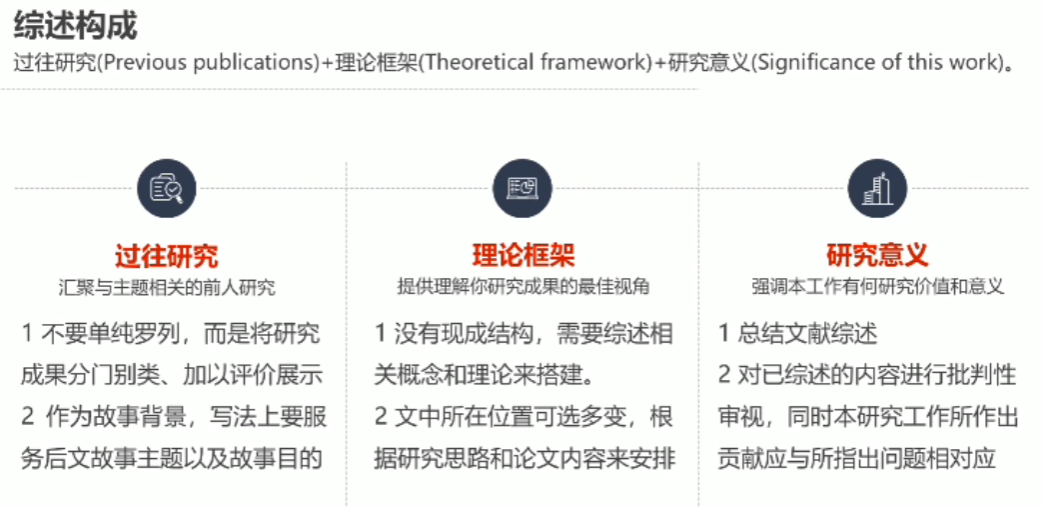 综述构成
过往研究(Previous publications)+理论框架(Theoretical framework)+研究意义(Significance of this work)。
过往研究
汇聚与主题相关的前人研究
1 不要单纯罗列，而是将研究
成果分门别类、加以评价展示
2 作为故事背景，写法上要服
务后文故事主题以及故事目的
理论框架
提供理解你研究成果的最佳视角
1 没有现成结构，需要综述相
关概念和理论来搭建。
2 文中所在位置可选多变，根
据研究思路和论文内容来安排
研究意义
强调本工作有何研究价值和意义
1 总结文献综述
2 对已综述的内容进行批判性
审视，同时本研究工作所作出
贡献应与所指出问题相对应